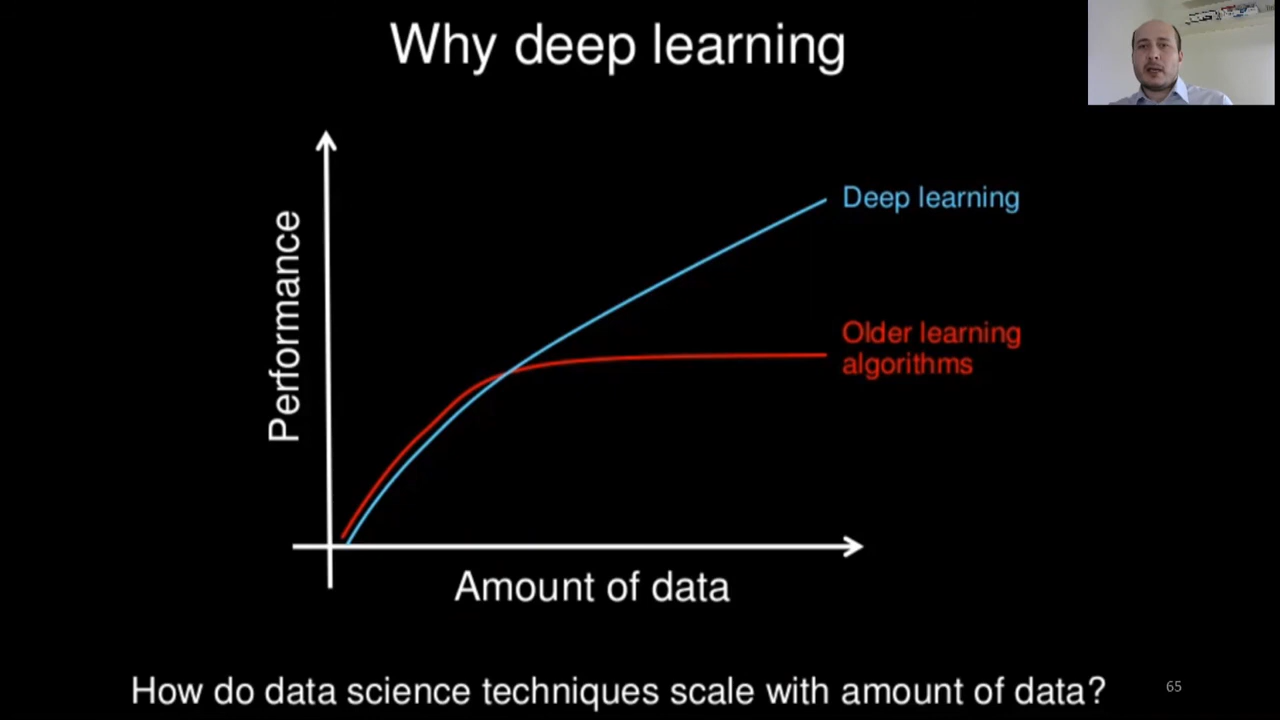 Why deep learning
Performance
Deep learning
Older learning
algorithms
Amount of data
How do data science techniques scale with amount of data?
65